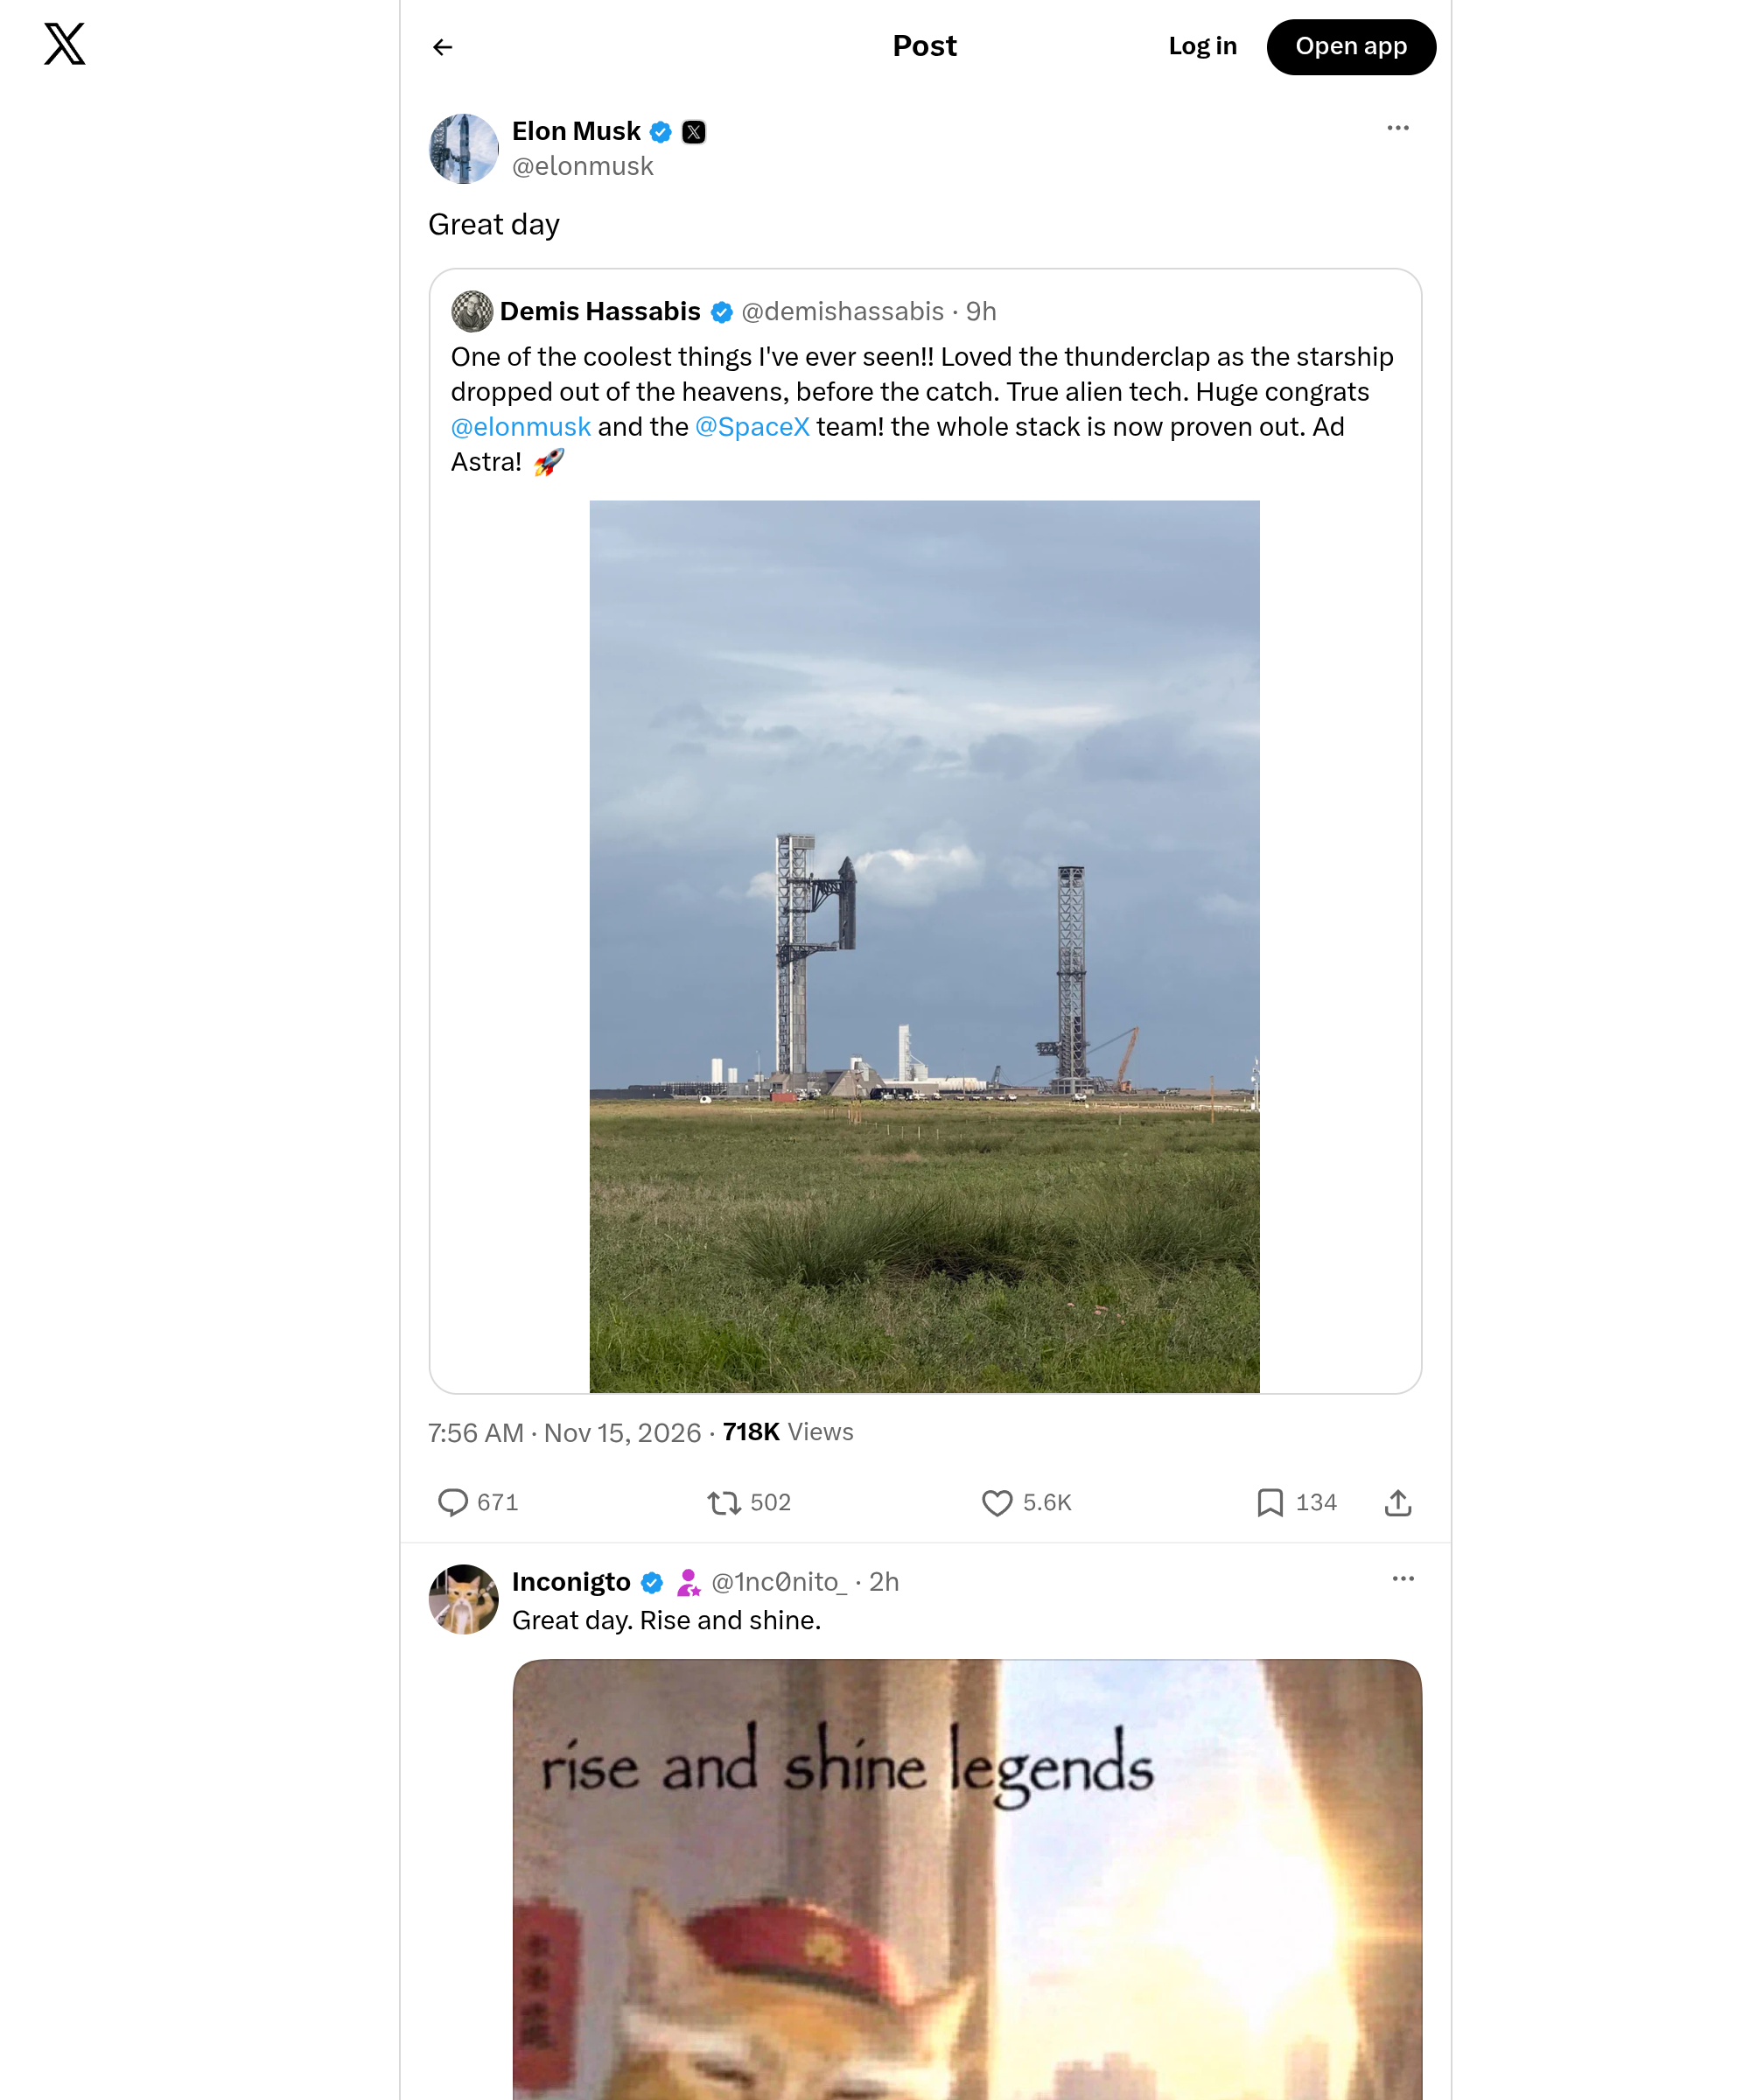 Post
Log in
Open app
Elon Musk
@elonmusk
Great day
Demis Hassabis @demishassabis · 9h
One of the coolest things I've ever seen!! Loved the thunderclap as the starship
dropped out of the heavens, before the catch. True alien tech. Huge congrats
@elonmusk and the @SpaceX team! the whole stack is now proven out. Ad
Astra! 🚀
7:56 AM · Nov 15, 2026 · 718K Views
671
502
5.6K
134
Inconigto @1nc0nito_ · 2h
Great day. Rise and shine.
rise and shine legends